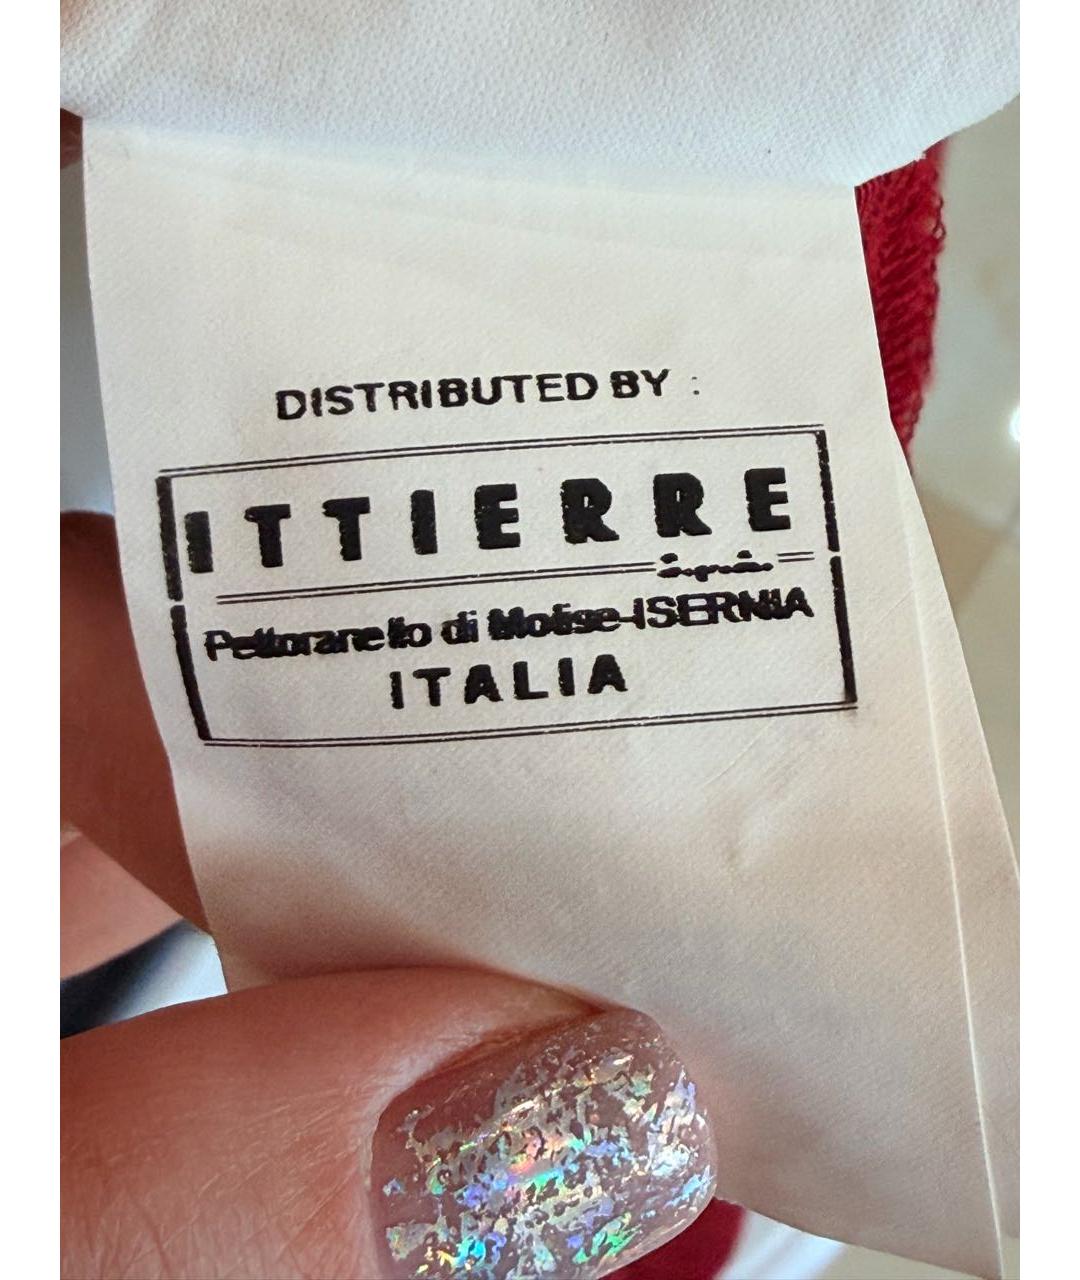 DISTRIBUTED BY :
ITTIERRE
S.p.A.
Pettoranello di Molise-ISERNIA
ITALIA